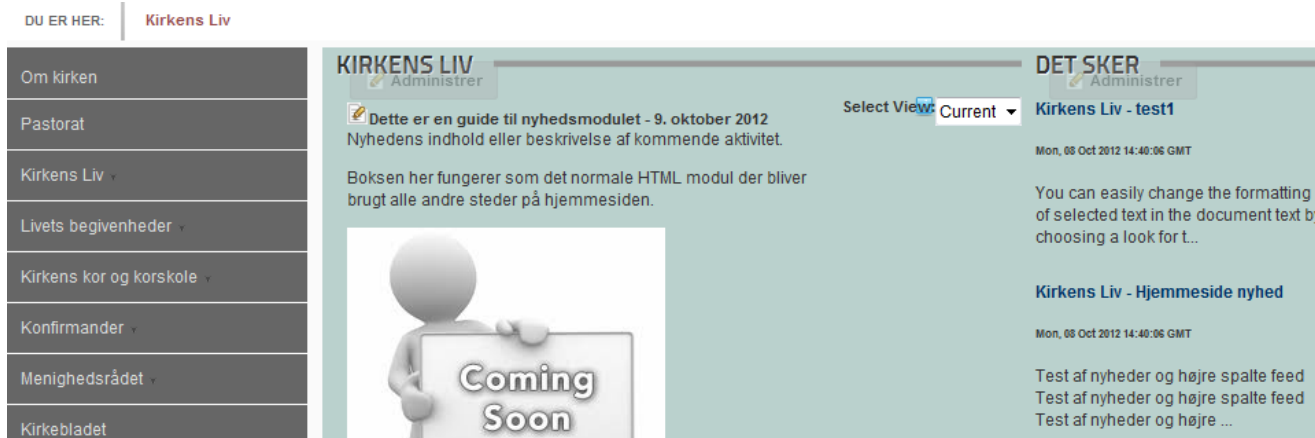 DU ER HER: Kirkens Liv
Om kirken
Pastorat
Kirkens Liv
Livets begivenheder
Kirkens kor og korskole
Konfirmander
Menighedsrådet
Kirkebladet
KIRKENS LIV
Administrer
Dette er en guide til nyhedsmodulet - 9. oktober 2012
Nyhedens indhold eller beskrivelse af kommende aktivitet.
Boksen her fungerer som det normale HTML modul der bliver
brugt alle andre steder på hjemmesiden.
Coming
Soon
Select View: Current
DET SKER
Administrer
Kirkens Liv - test1
Mon, 08 Oct 2012 14:40:06 GMT
You can easily change the formatting
of selected text in the document text b
choosing a look for t...
Kirkens Liv - Hjemmeside nyhed
Mon, 08 Oct 2012 14:40:06 GMT
Test af nyheder og højre spalte feed
Test af nyheder og højre spalte feed
Test af nyheder og højre ...